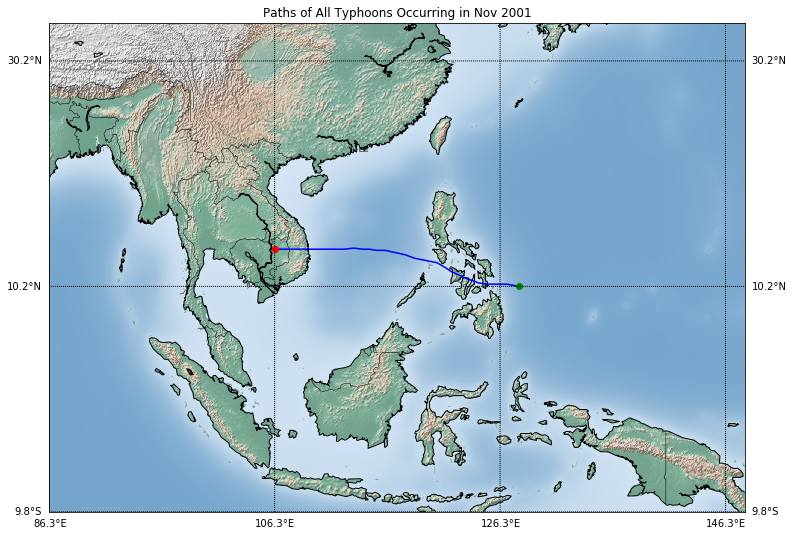 Paths of All Typhoons Occurring in Nov 2001
30.2°N
30.2°N
10.2°N
10.2°N
9.8°S
9.8°S
86.3°E
106.3°E
126.3°E
146.3°E